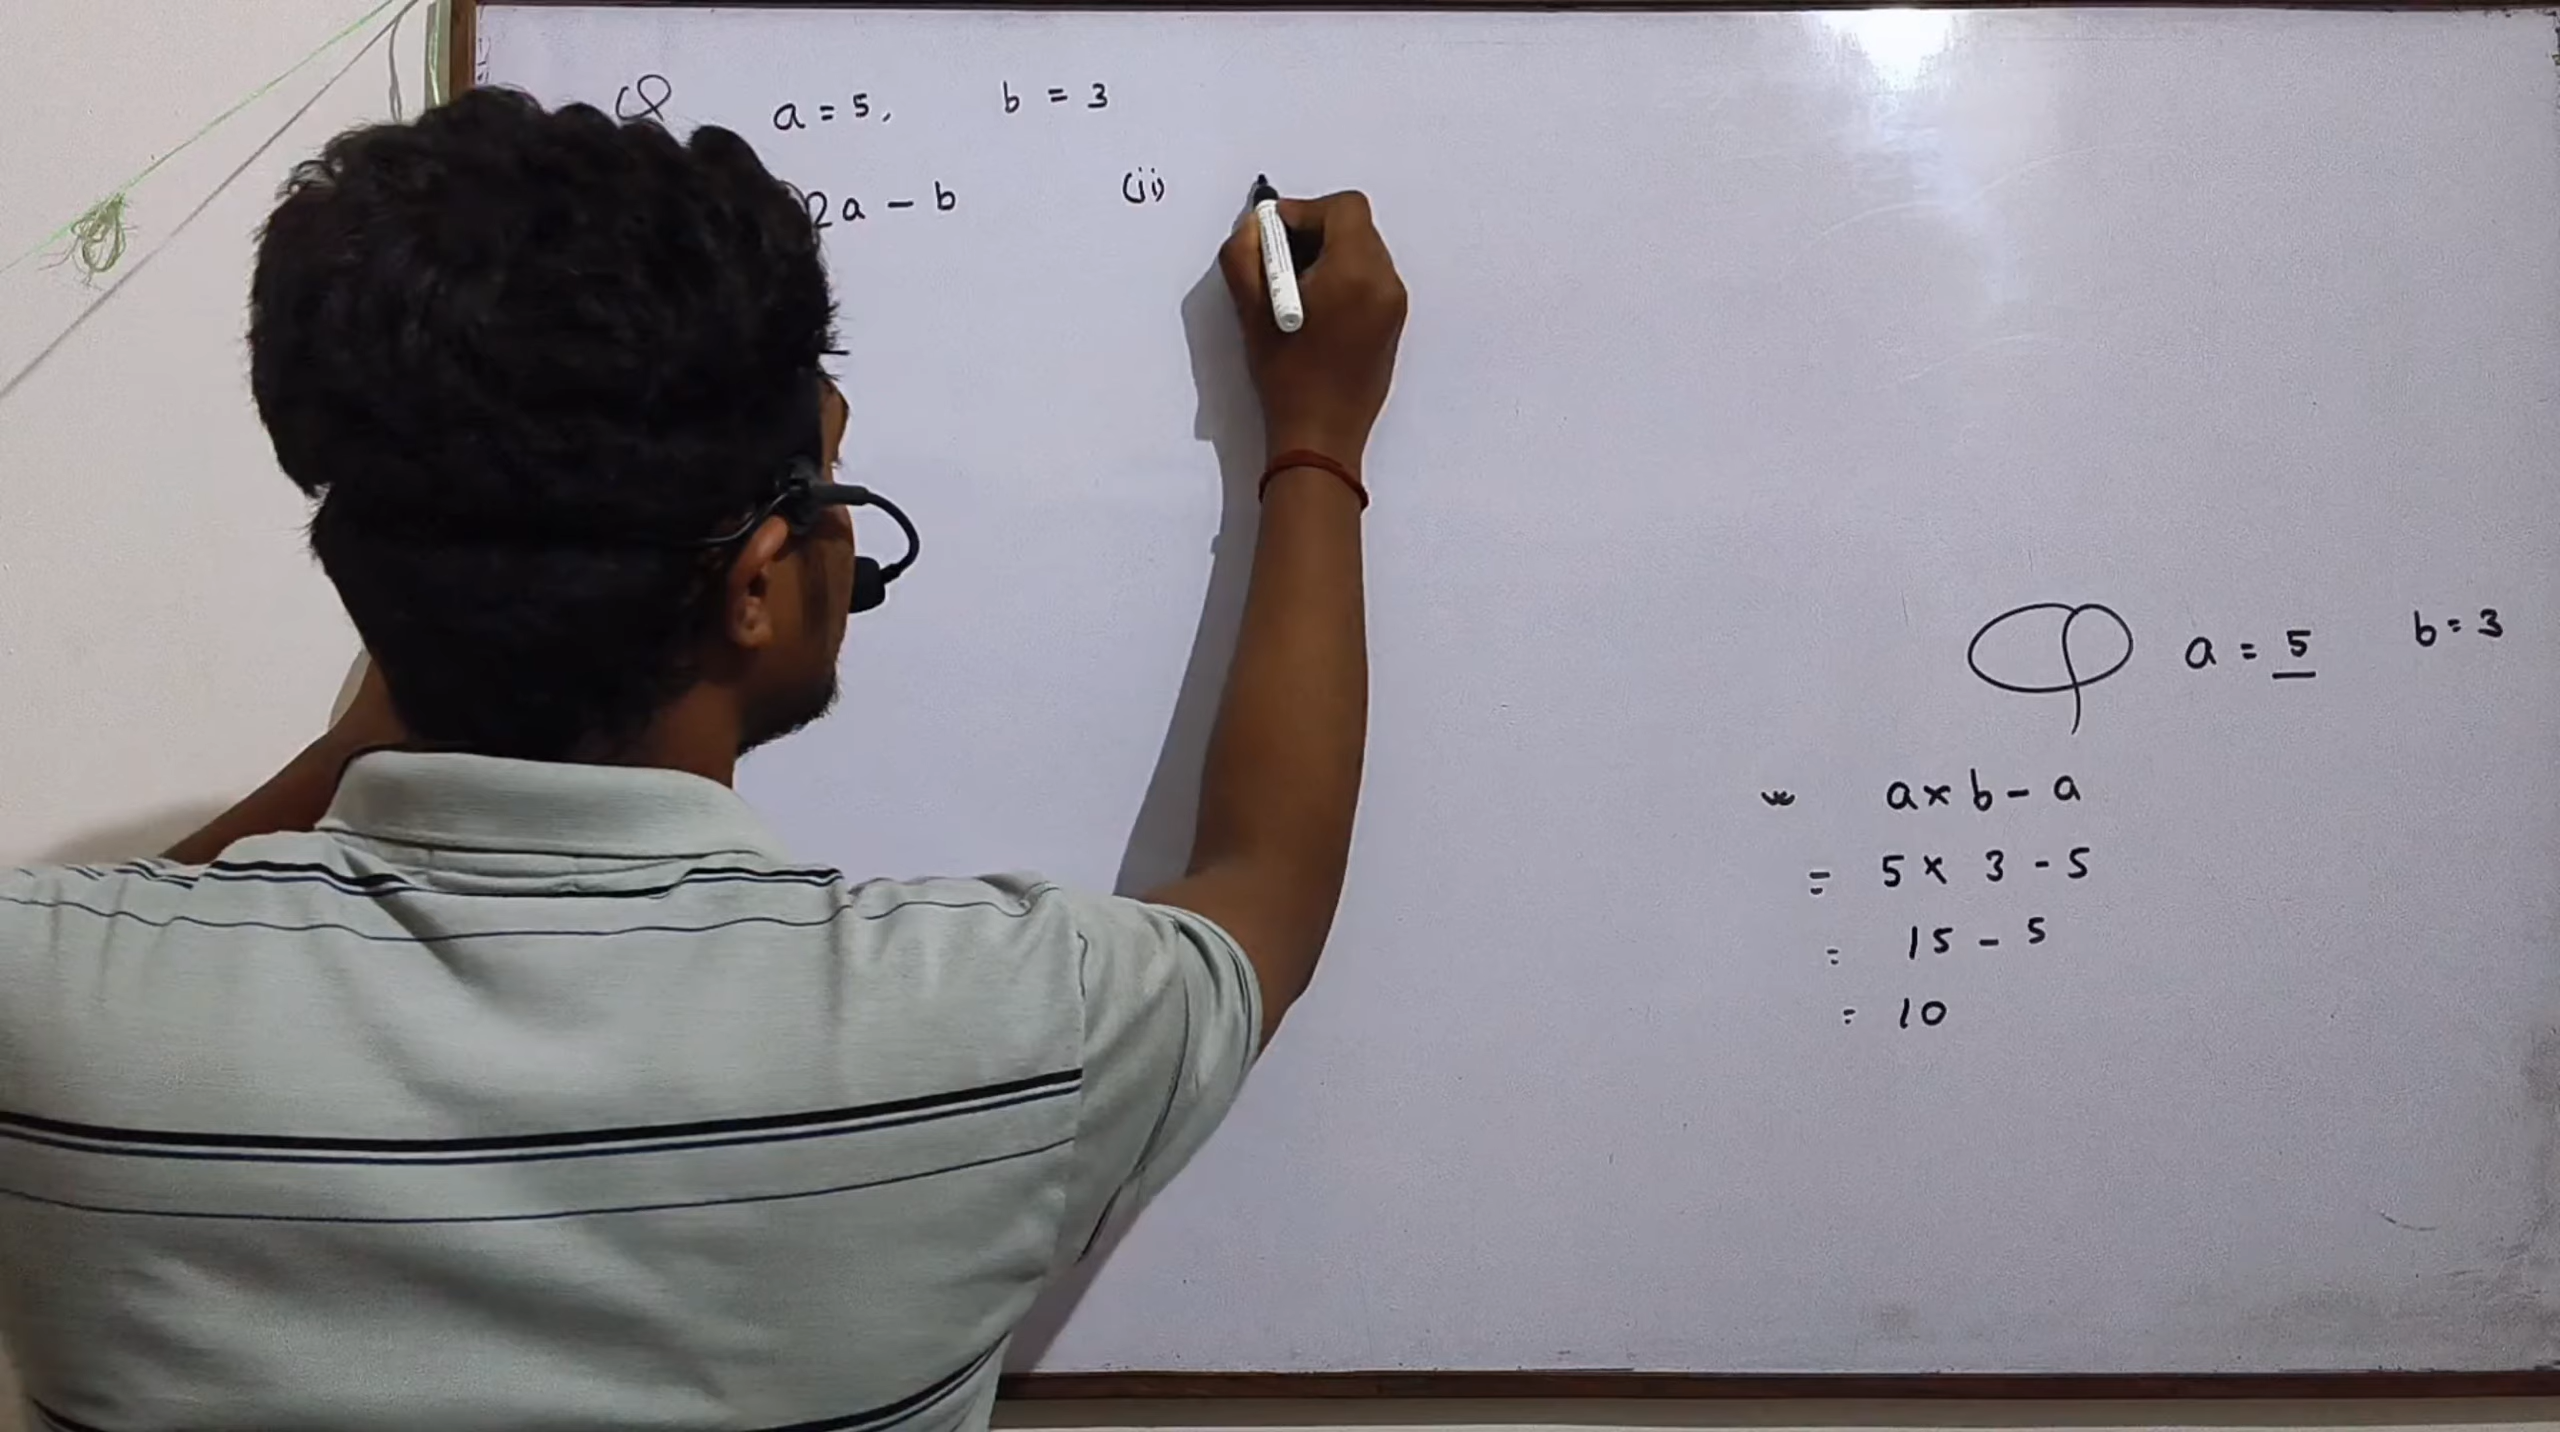 Q a = 5, b = 3
2a - b (ii)
Q a = 5 b = 3
a × b - a
= 5 × 3 - 5
= 15 - 5
= 10